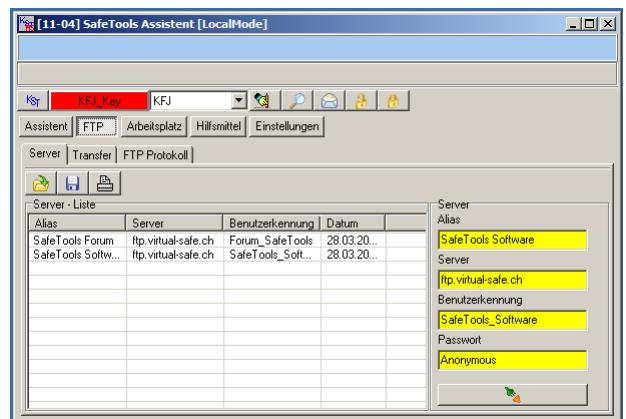 [11-04] SafeTools Assistent [LocalMode]
KST KFJ_Key KFJ
Assistent FTP Arbeitsplatz Hilfsmittel Einstellungen
Server Transfer FTP Protokoll
Server - Liste
Alias Server Benutzerkennung Datum
SafeTools Forum ftp.virtual-safe.ch Forum_SafeTools 28.03.20...
SafeTools Softw... ftp.virtual-safe.ch SafeTools_Soft... 28.03.20...
Server
Alias
SafeTools Software
Server
ftp.virtual-safe.ch
Benutzerkennung
SafeTools_Software
Passwort
Anonymous